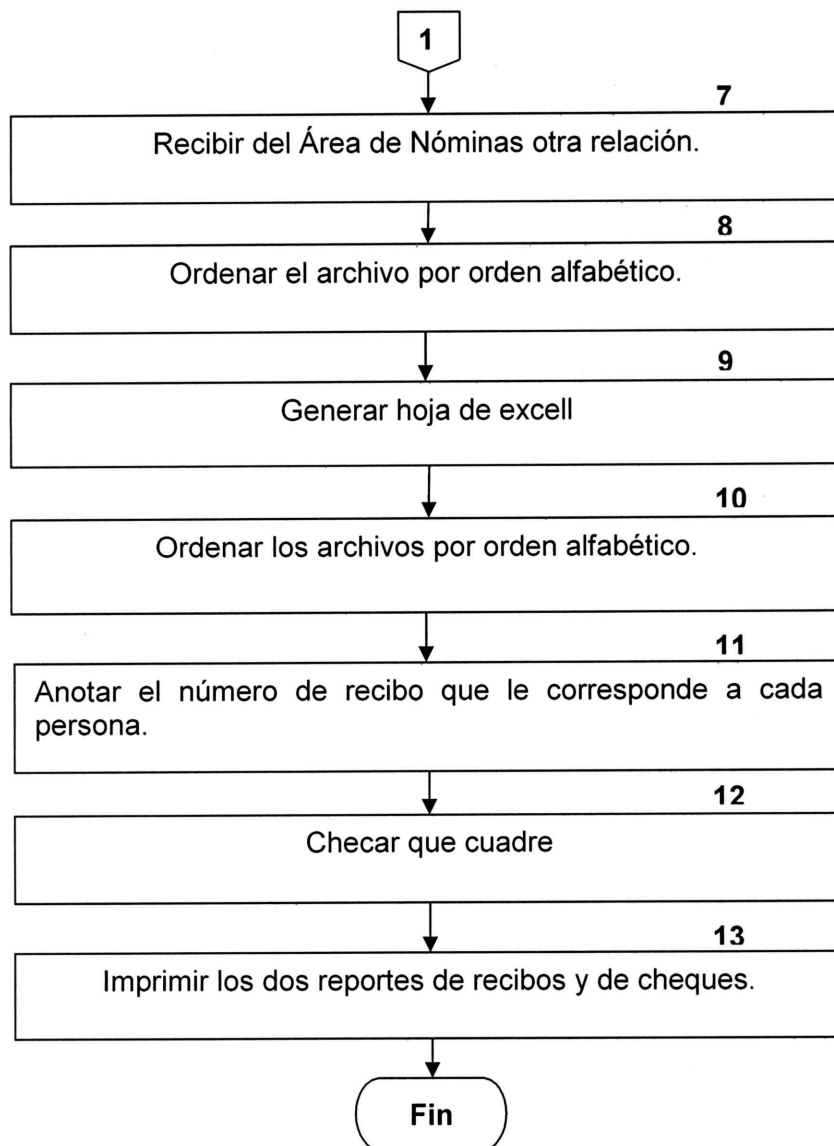 1
7
Recibir del Área de Nóminas otra relación.
8
Ordenar el archivo por orden alfabético.
9
Generar hoja de excell
10
Ordenar los archivos por orden alfabético.
11
Anotar el número de recibo que le corresponde a cada
persona.
12
Checar que cuadre
13
Imprimir los dos reportes de recibos y de cheques.
Fin